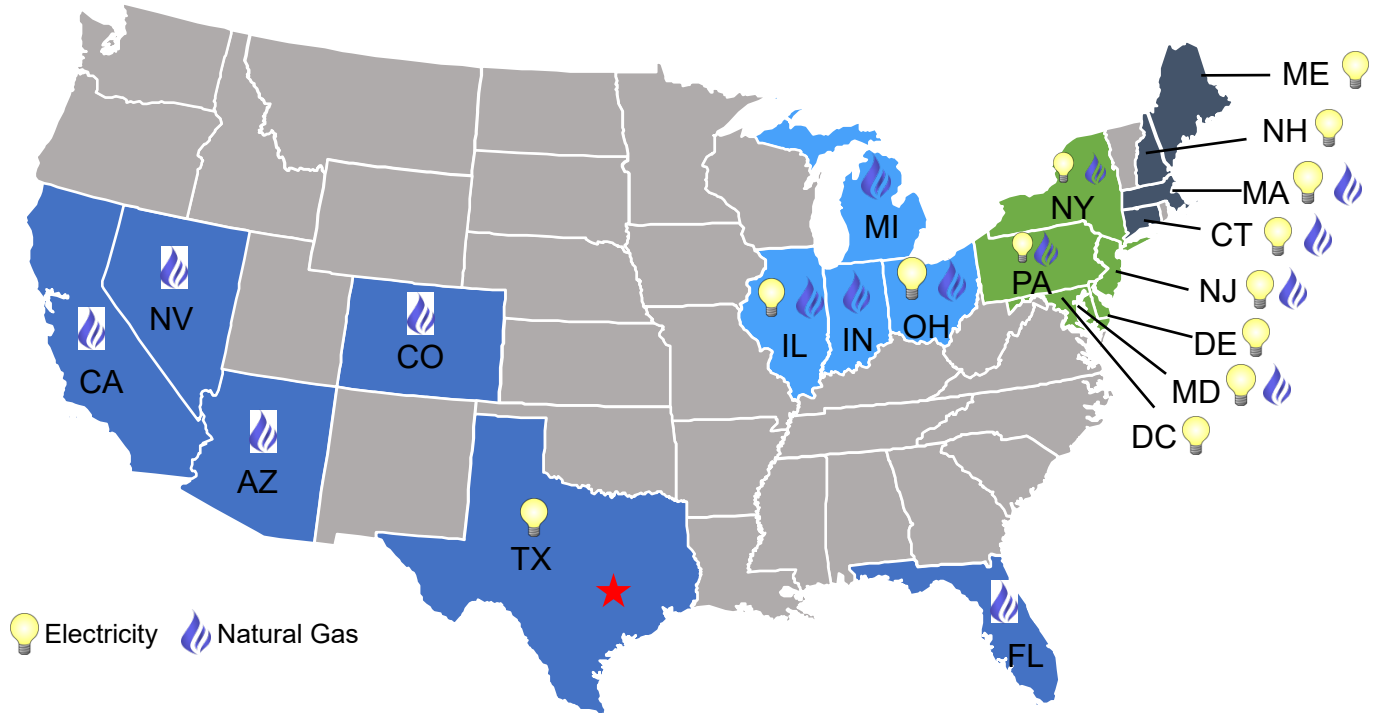 ME
NH
MA
NY
MI
CT
PA
NJ
NV
OH
IL
IN
DE
CO
CA
MD
DC
AZ
TX
Electricity
Natural Gas
FL